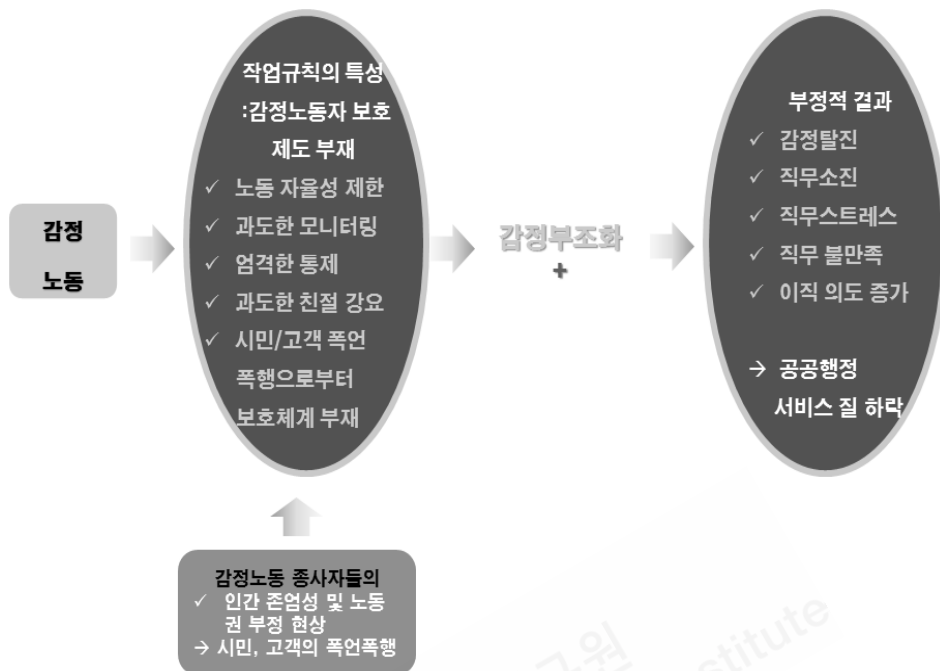 감정
노동
작업규칙의 특성
:감정노동자 보호
제도 부재
✓ 노동 자율성 제한
✓ 과도한 모니터링
✓ 엄격한 통제
✓ 과도한 친절 강요
✓ 시민/고객 폭언
폭행으로부터
보호체계 부재
감정부조화
+
부정적 결과
✓ 감정탈진
✓ 직무소진
✓ 직무스트레스
✓ 직무 불만족
✓ 이직 의도 증가
→ 공공행정
서비스 질 하락
감정노동 종사자들의
✓ 인간 존엄성 및 노동
권 부정 현상
→ 시민, 고객의 폭언폭행